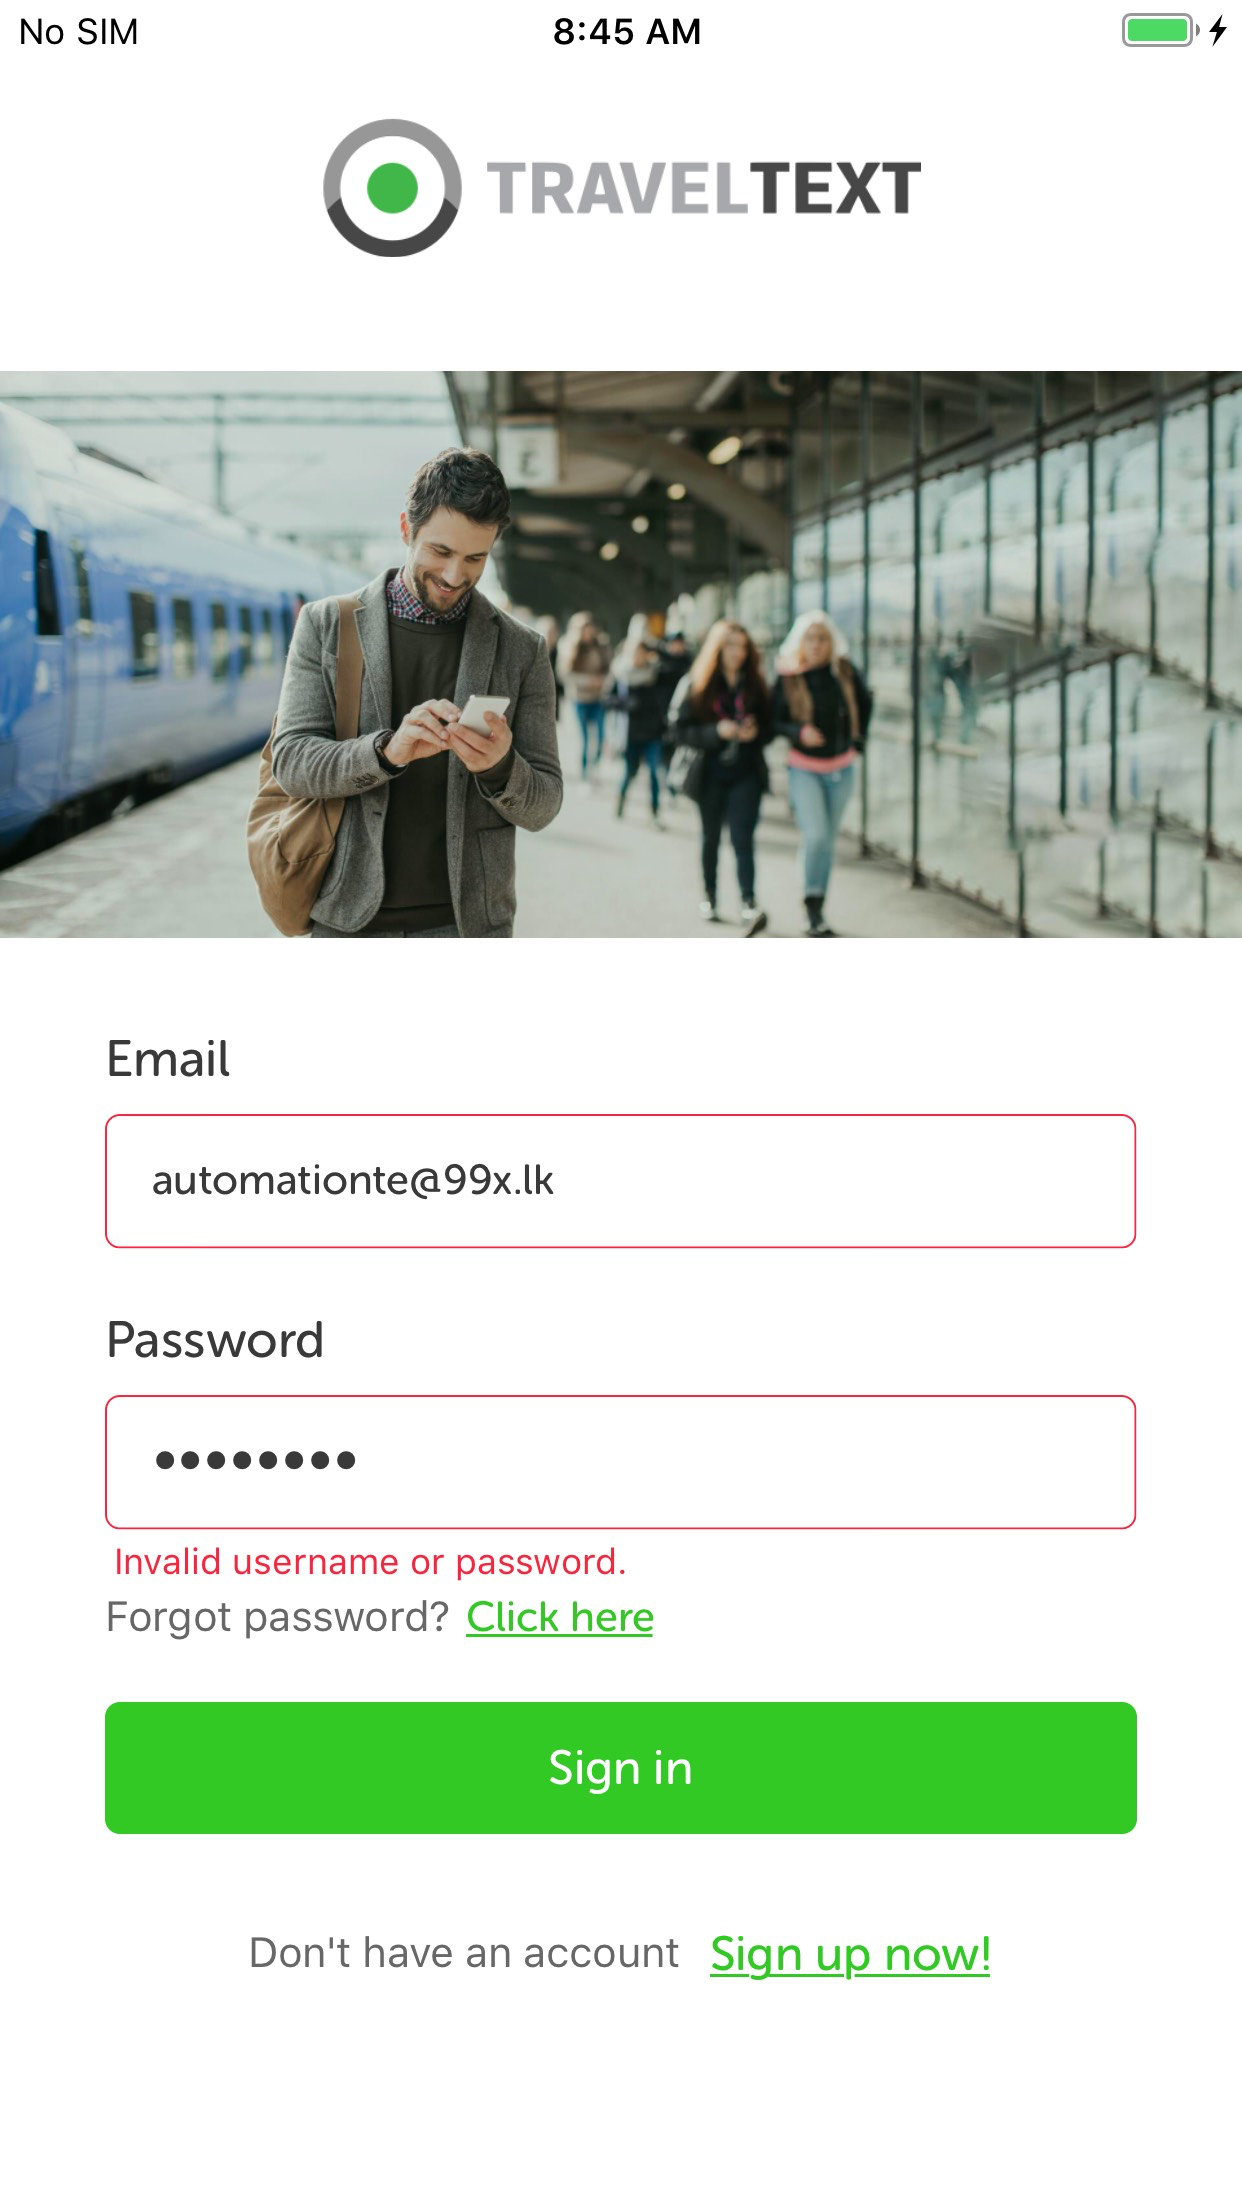 No SIM
8:45 AM
TRAVELTEXT
Email
automationte@99x.lk
Password
Invalid username or password.
Forgot password? Click here
Sign in
Don't have an account Sign up now!